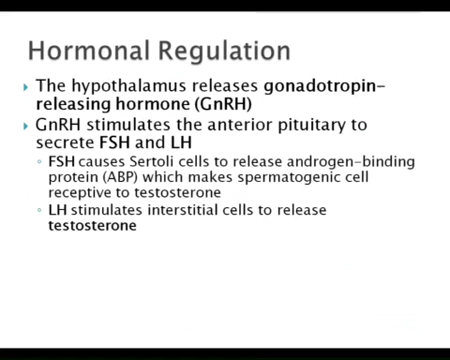 Hormonal Regulation
The hypothalamus releases gonadotropin-
releasing hormone (GnRH)
GnRH stimulates the anterior pituitary to
secrete FSH and LH
FSH causes Sertoli cells to release androgen-binding
protein (ABP) which makes spermatogenic cell
receptive to testosterone
LH stimulates interstitial cells to release
testosterone